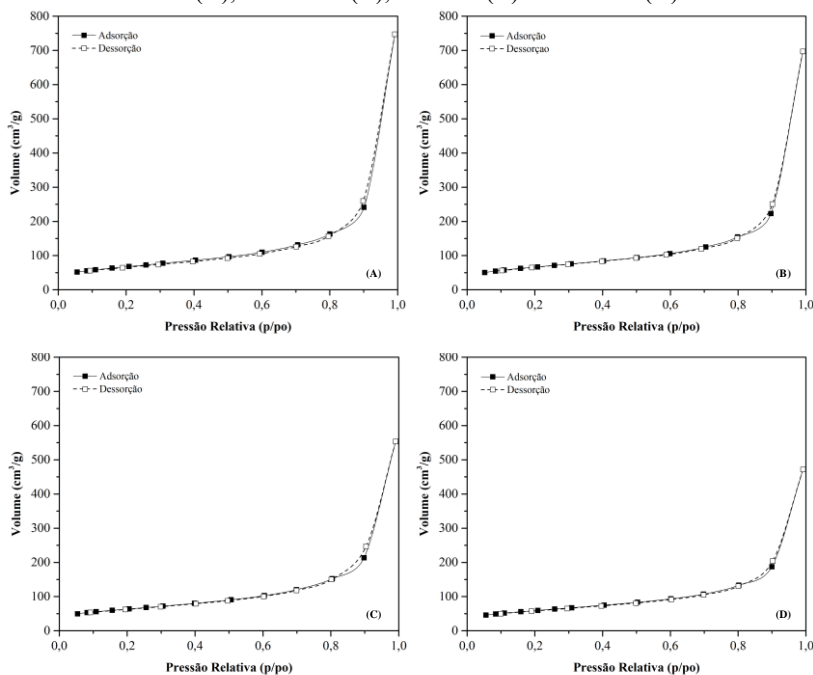 800
700
600
500
400
300
200
100
0
Volume (cm³/g)
Adsorção
Dessorção
(A)
0,0 0,2 0,4 0,6 0,8 1,0
Pressão Relativa (p/po)
800
700
600
500
400
300
200
100
0
Volume (cm³/g)
Adsorção
Dessorçao
(B)
0,0 0,2 0,4 0,6 0,8 1,0
Pressão Relativa (p/po)
800
700
600
500
400
300
200
100
0
Volume (cm³/g)
Adsorção
Dessorção
(C)
0,0 0,2 0,4 0,6 0,8 1,0
Pressão Relativa (p/po)
800
700
600
500
400
300
200
100
0
Volume (cm³/g)
Adsorção
Dessorção
(D)
0,0 0,2 0,4 0,6 0,8 1,0
Pressão Relativa (p/po)